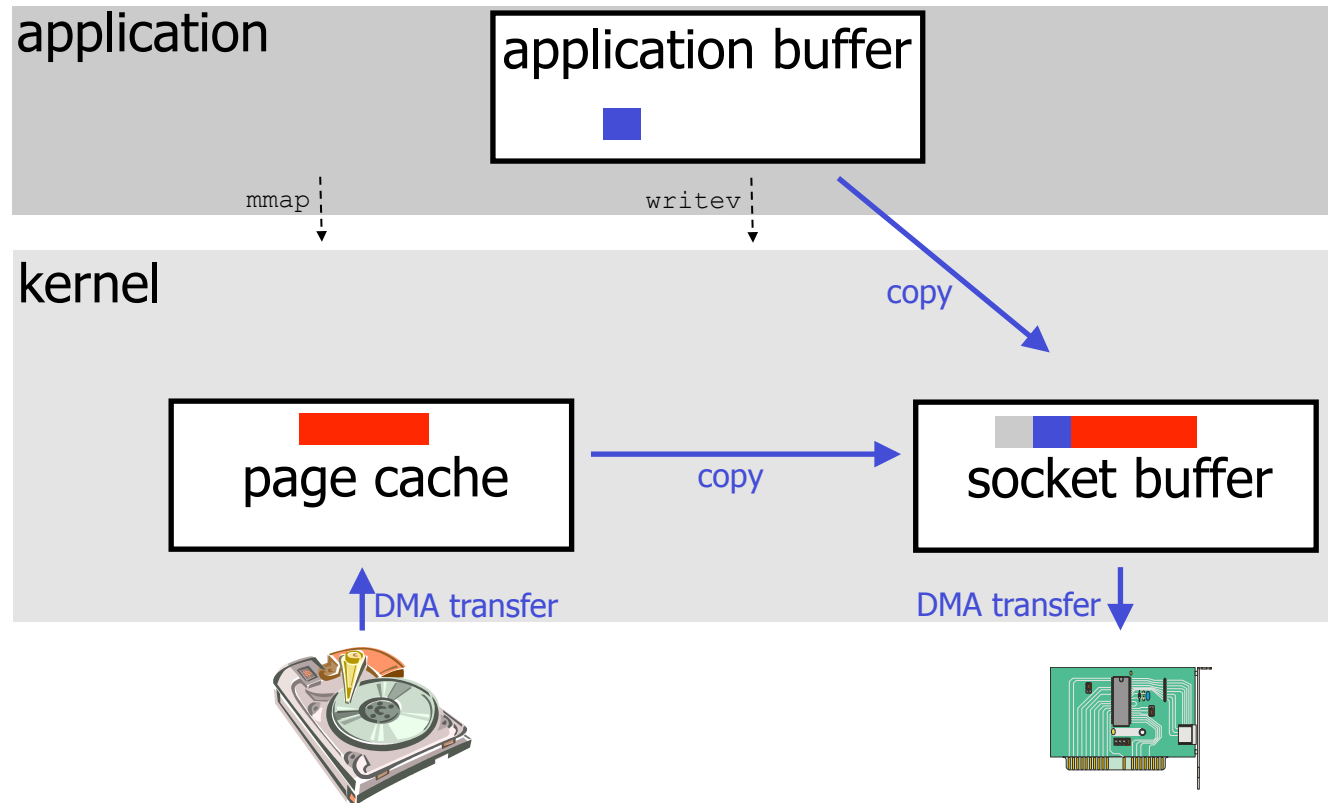 application
application buffer
mmap
writev
kernel
copy
page cache
copy
socket buffer
DMA transfer
DMA transfer